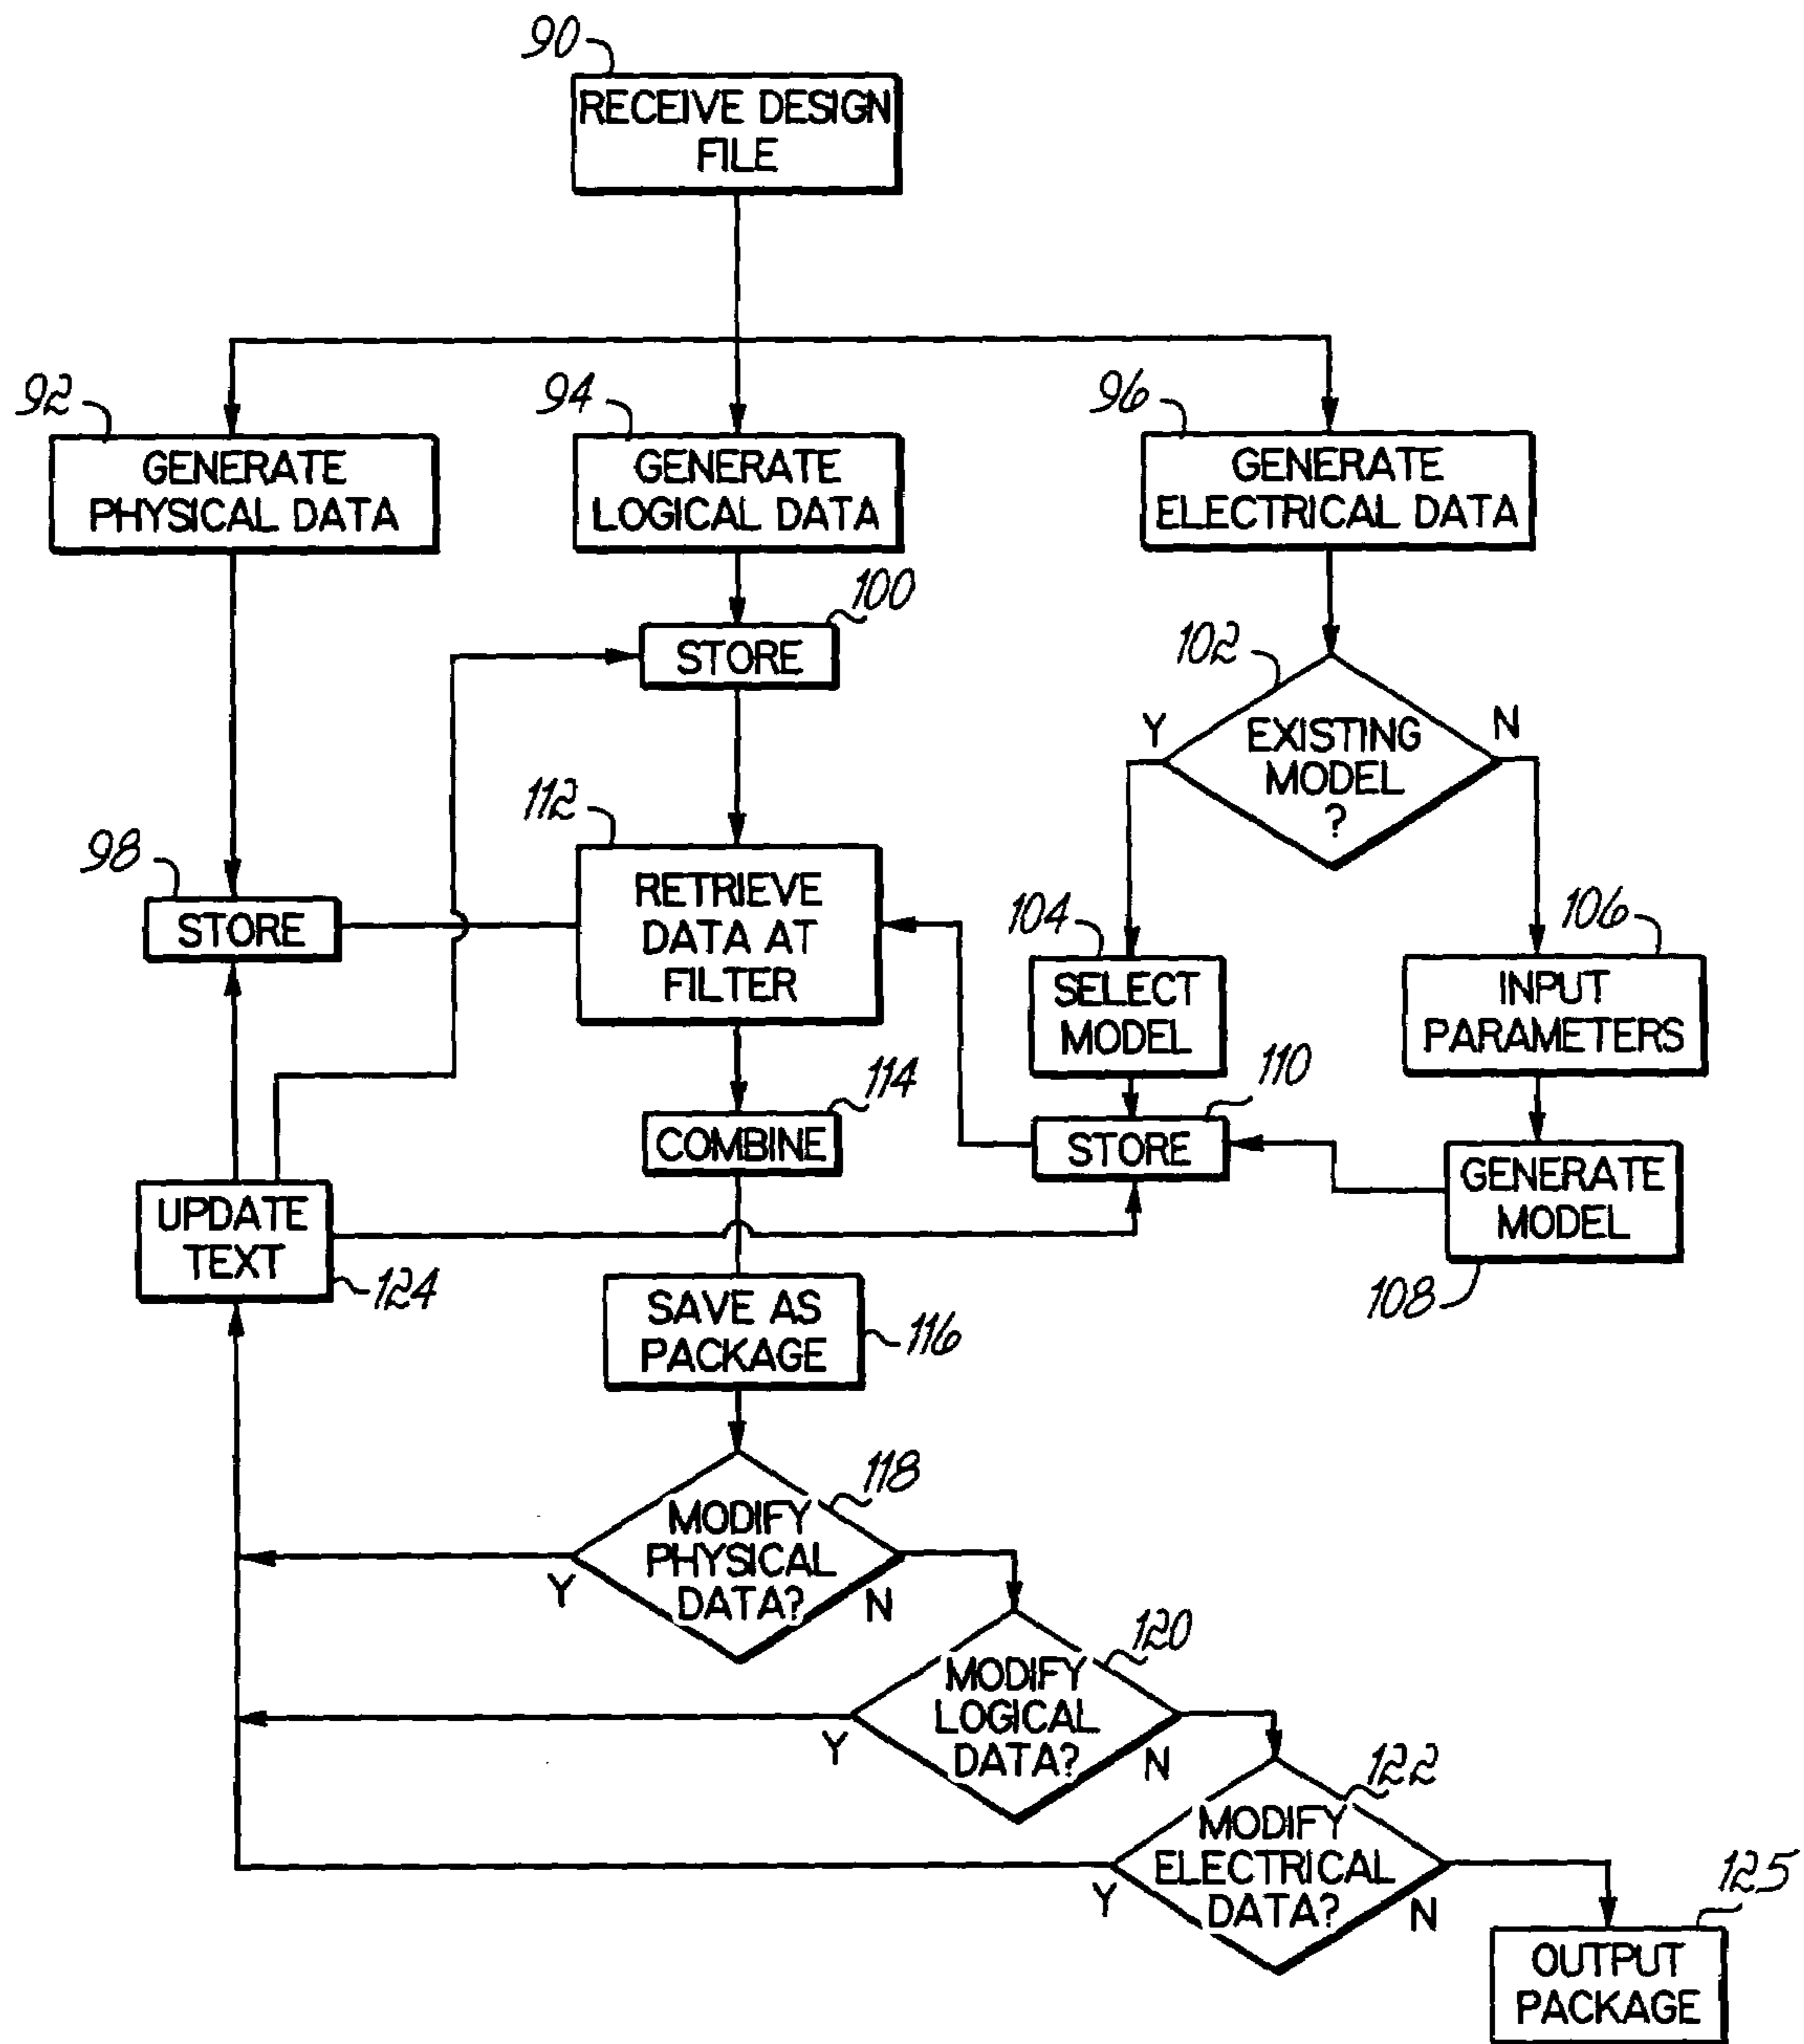 90
RECEIVE DESIGN
FILE
92
GENERATE
PHYSICAL DATA
94
GENERATE
LOGICAL DATA
96
GENERATE
ELECTRICAL DATA
100
STORE
102
Y
EXISTING
MODEL
?
N
98
STORE
112
RETRIEVE
DATA AT
FILTER
104
SELECT
MODEL
106
INPUT
PARAMETERS
114
COMBINE
110
STORE
GENERATE
MODEL
108
UPDATE
TEXT
124
SAVE AS
PACKAGE
116
118
MODIFY
PHYSICAL
DATA?
Y
N
120
MODIFY
LOGICAL
DATA?
Y
N
122
MODIFY
ELECTRICAL
DATA?
Y
N
125
OUTPUT
PACKAGE